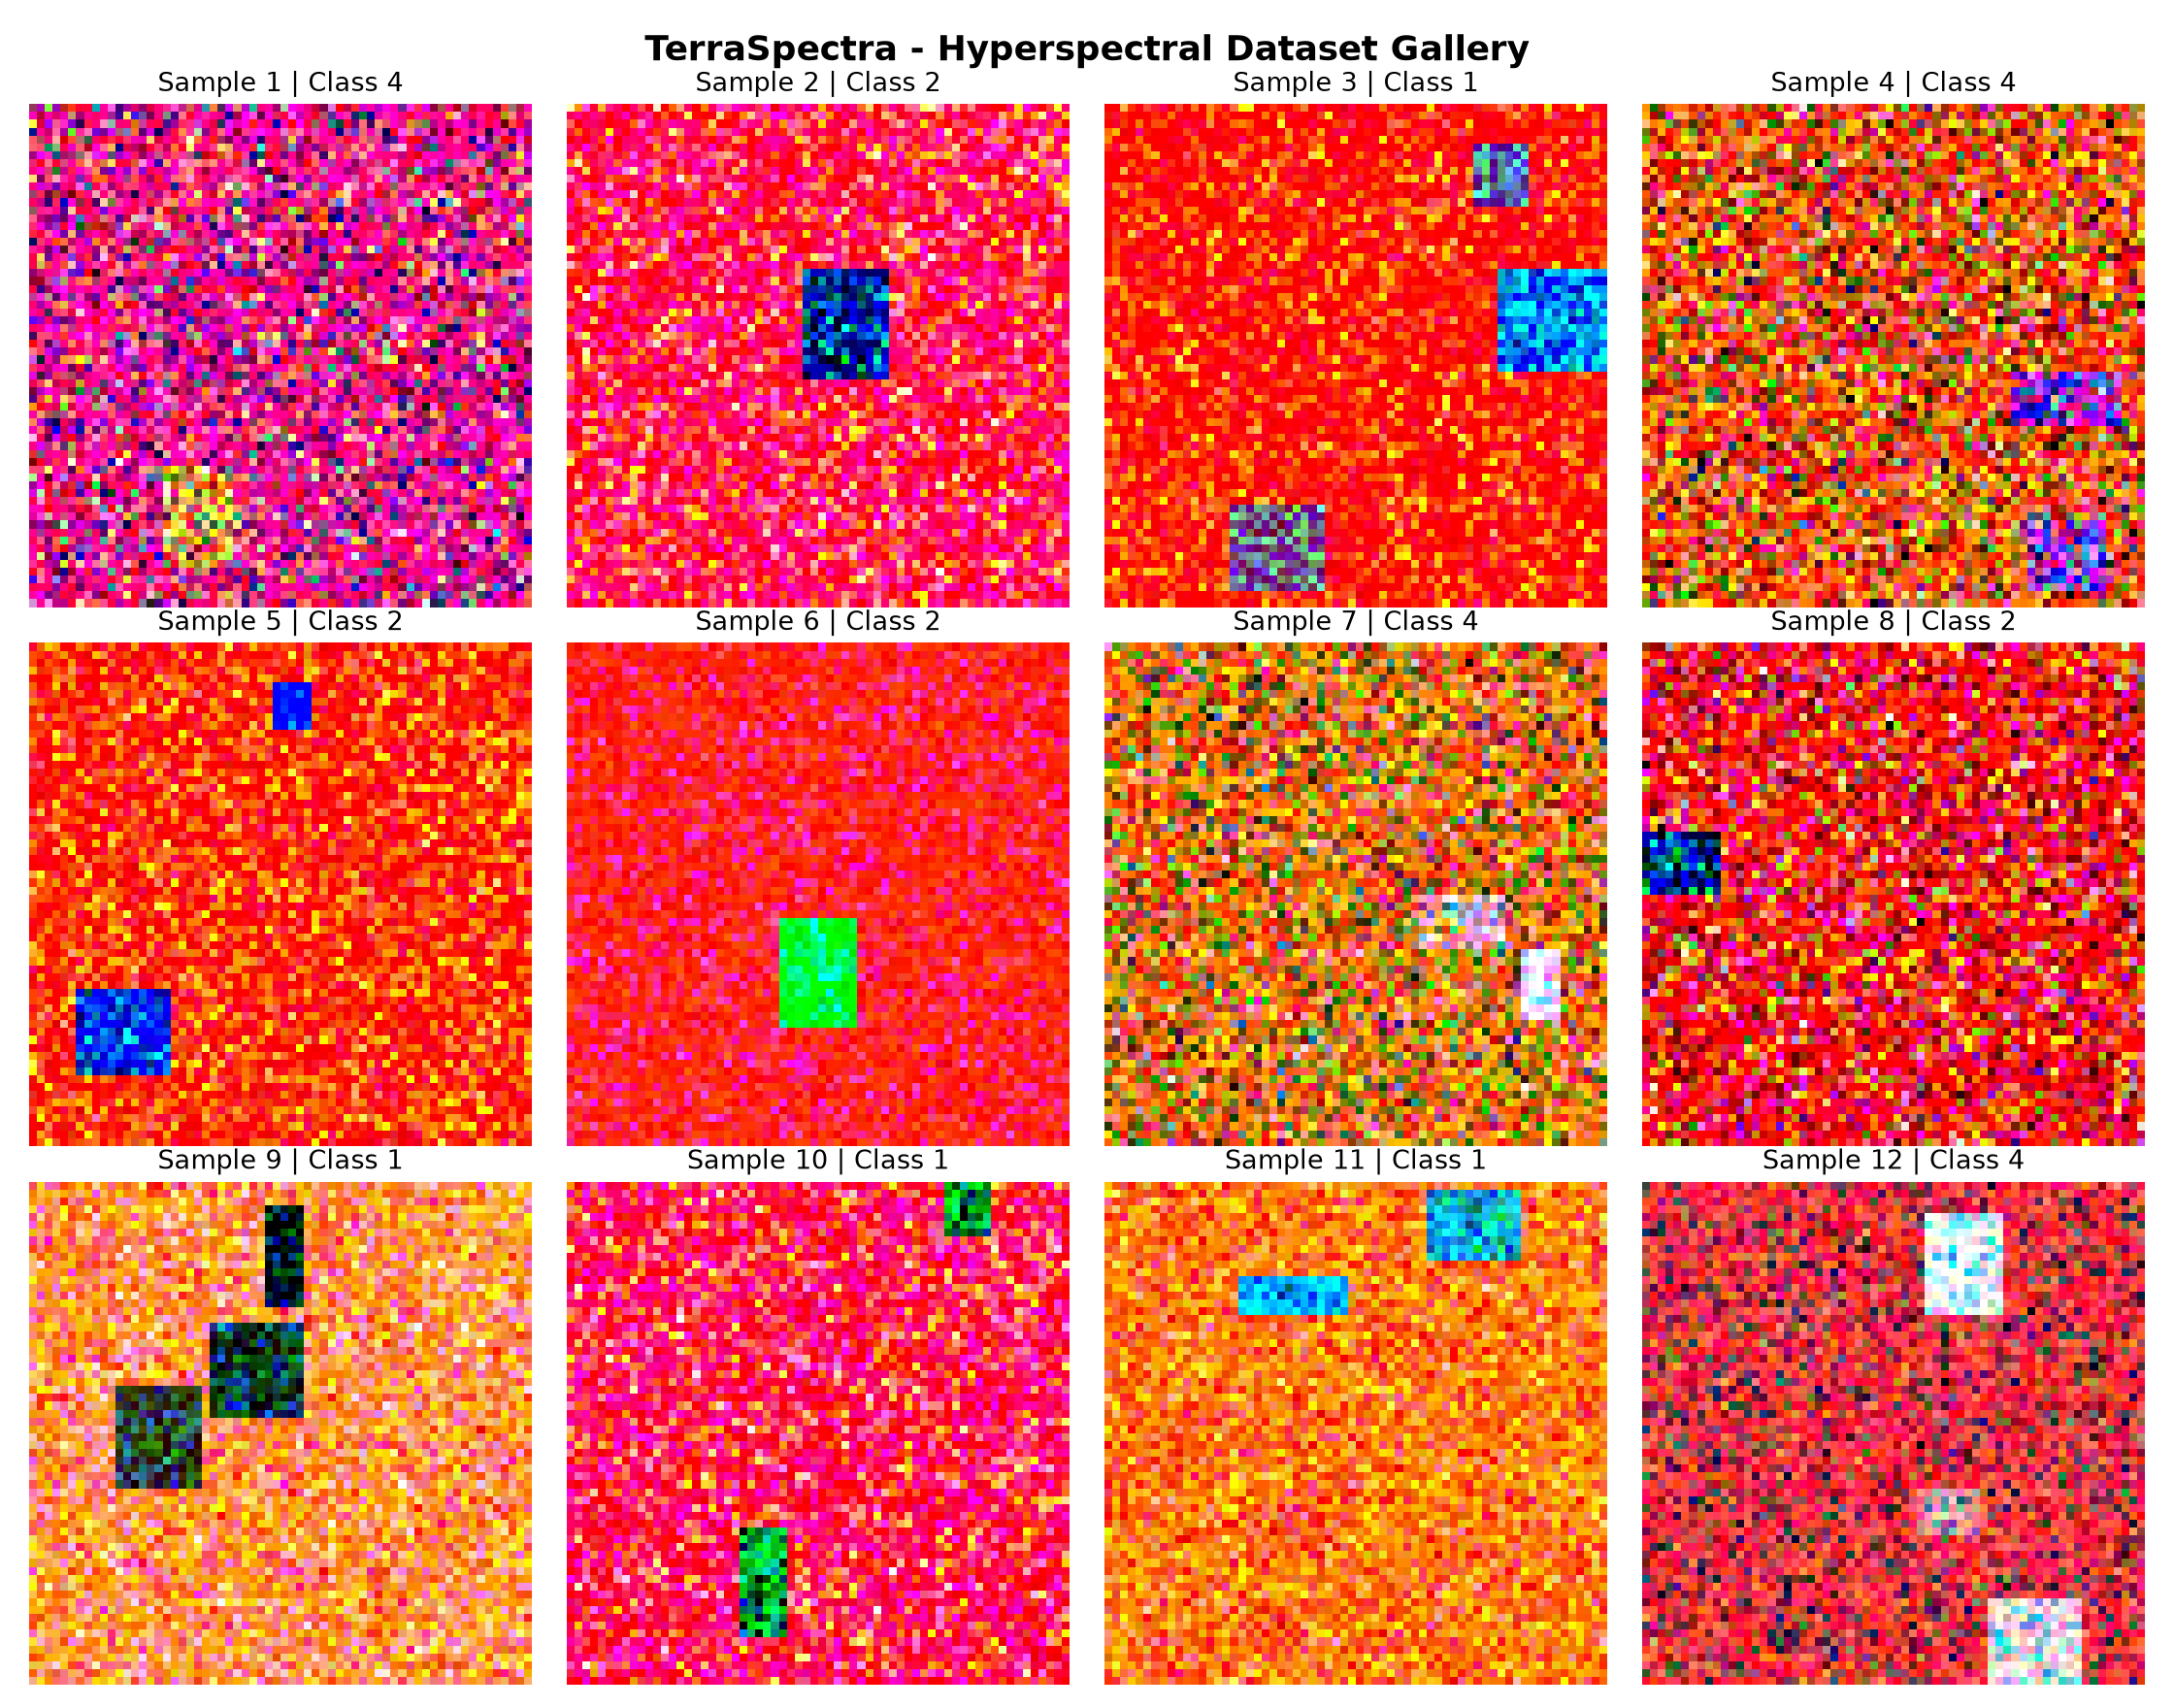 TerraSpectra - Hyperspectral Dataset Gallery
Sample 1 | Class 4
Sample 2 | Class 2
Sample 3 | Class 1
Sample 4 | Class 4
Sample 5 | Class 2
Sample 6 | Class 2
Sample 7 | Class 4
Sample 8 | Class 2
Sample 9 | Class 1
Sample 10 | Class 1
Sample 11 | Class 1
Sample 12 | Class 4